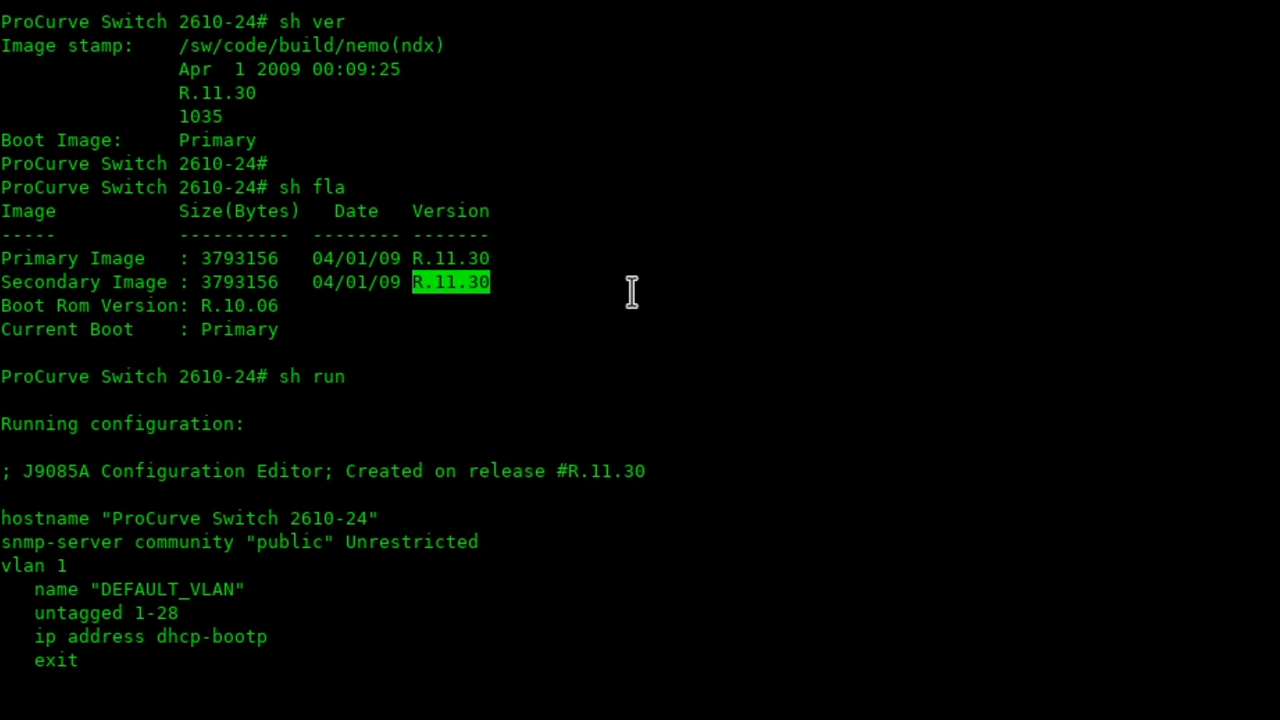 ProCurve Switch 2610-24# sh ver
Image stamp:    /sw/code/build/nemo(ndx)
                Apr  1 2009 00:09:25
                R.11.30
                1035
Boot Image:     Primary
ProCurve Switch 2610-24#
ProCurve Switch 2610-24# sh fla
Image           Size(Bytes)   Date   Version
-----           ----------  -------- -------
Primary Image   : 3793156   04/01/09 R.11.30
Secondary Image : 3793156   04/01/09 R.11.30
Boot Rom Version: R.10.06
Current Boot    : Primary

ProCurve Switch 2610-24# sh run

Running configuration:

; J9085A Configuration Editor; Created on release #R.11.30

hostname "ProCurve Switch 2610-24"
snmp-server community "public" Unrestricted
vlan 1
   name "DEFAULT_VLAN"
   untagged 1-28
   ip address dhcp-bootp
   exit